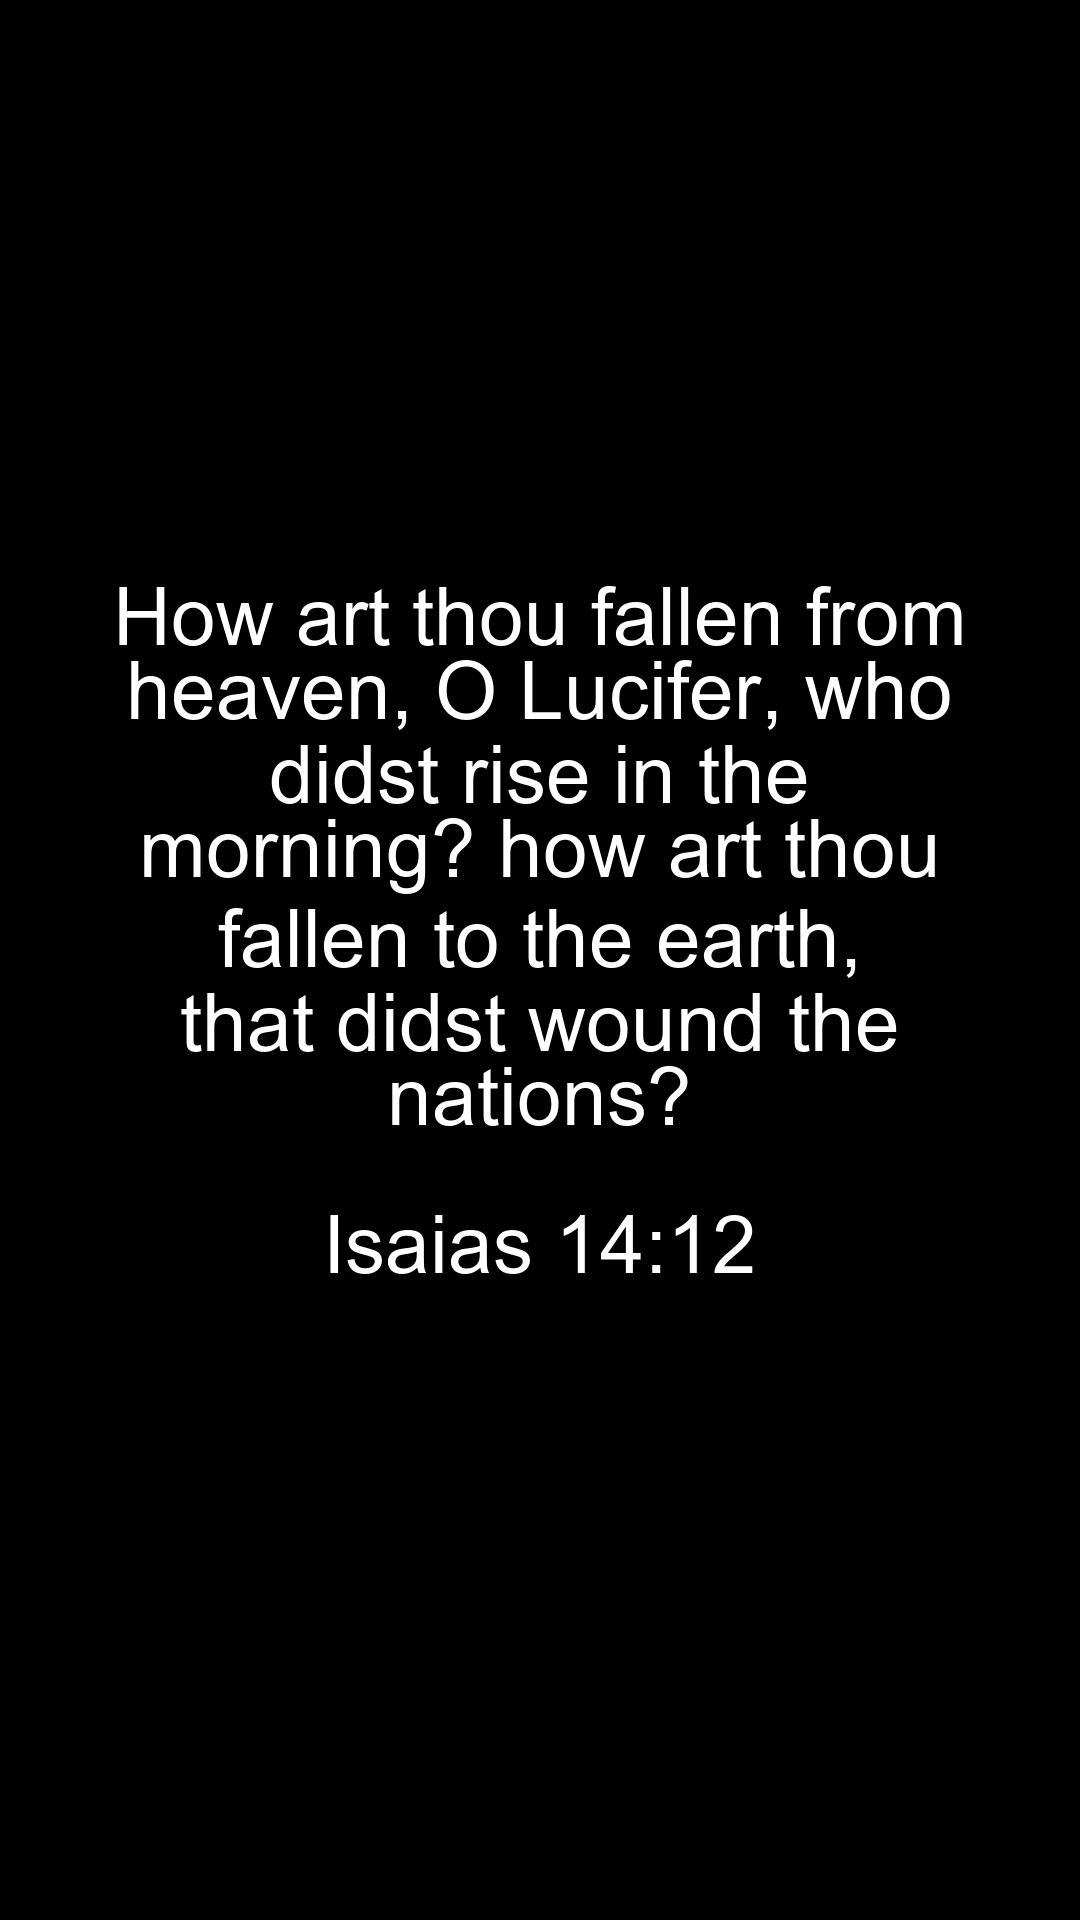 How art thou fallen from
heaven, O Lucifer, who
didst rise in the
morning? how art thou
fallen to the earth,
that didst wound the
nations?
Isaias 14:12